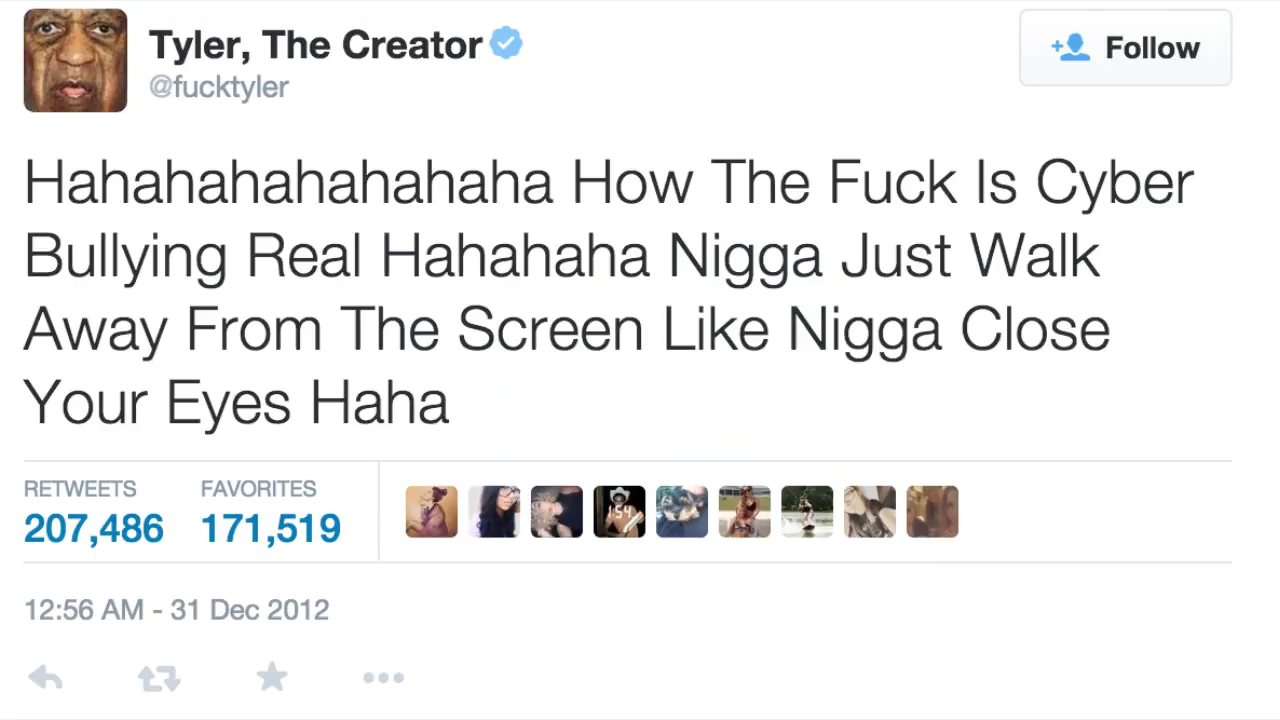 Tyler, The Creator
@fucktyler
Follow
Hahahahahahahaha How The Fuck Is Cyber
Bullying Real Hahahaha Nigga Just Walk
Away From The Screen Like Nigga Close
Your Eyes Haha
RETWEETS FAVORITES
207,486 171,519
154
12:56 AM - 31 Dec 2012